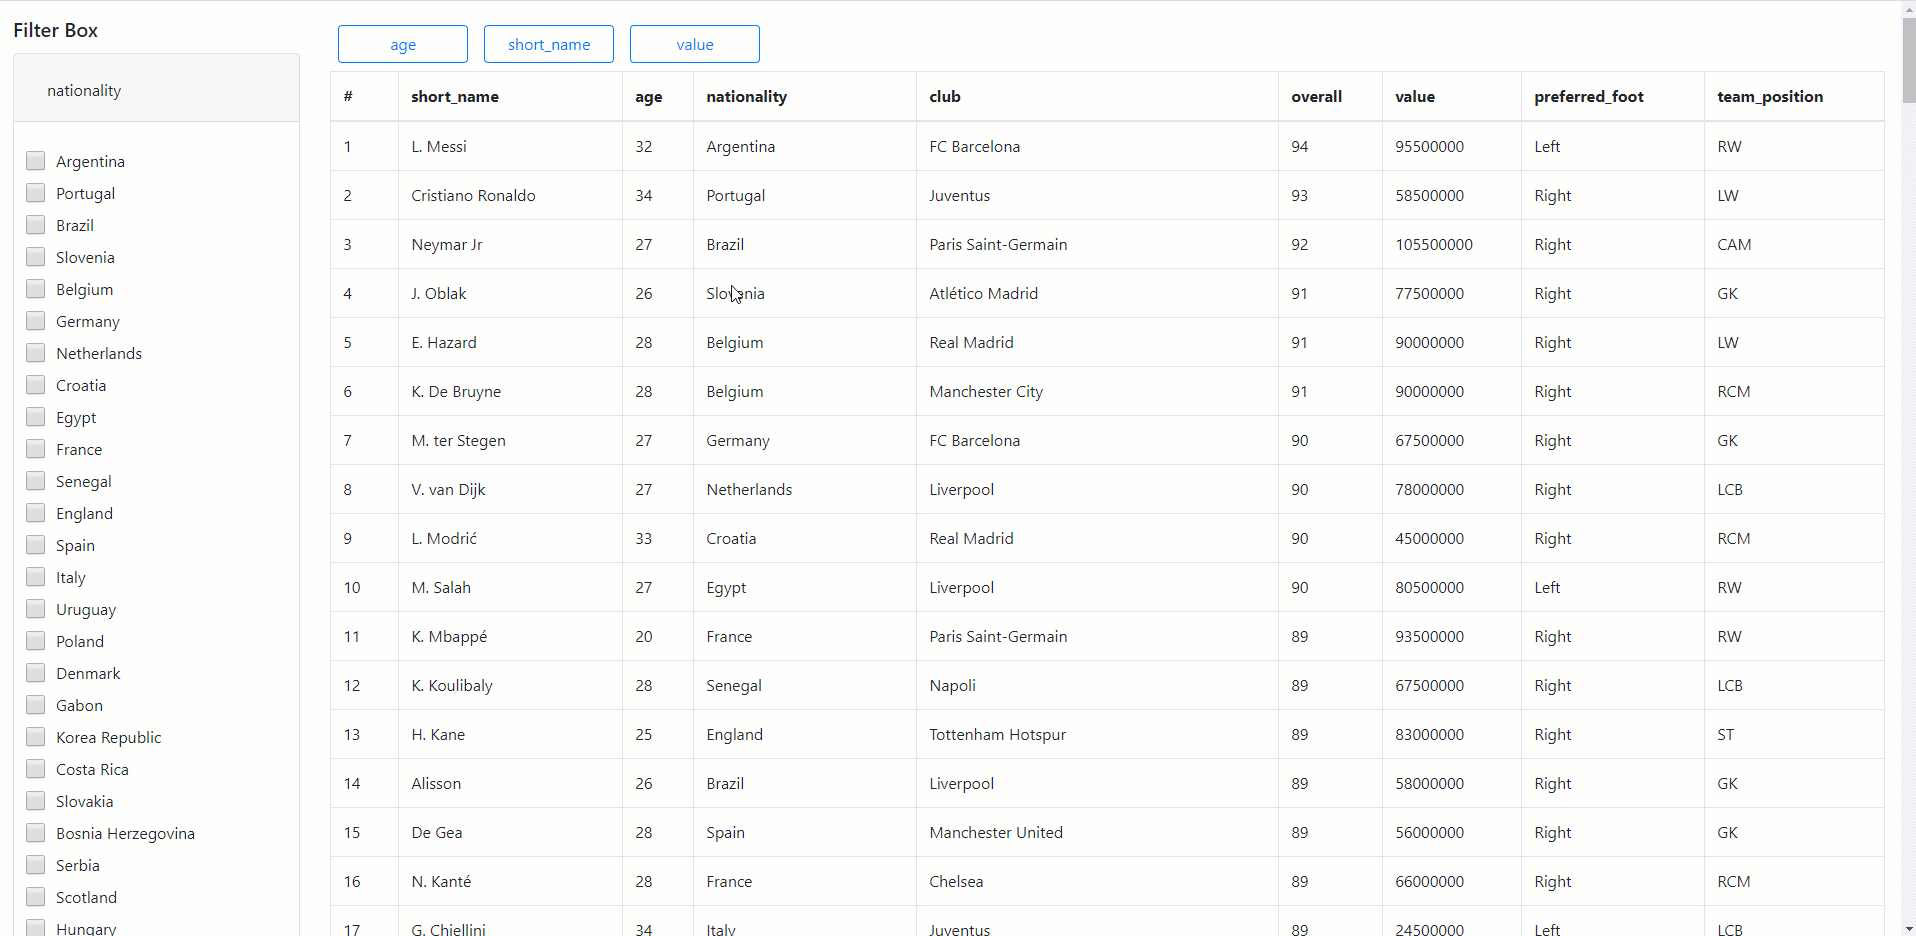 Filter Box
nationality
Argentina
Portugal
Brazil
Slovenia
Belgium
Germany
Netherlands
Croatia
Egypt
France
Senegal
England
Spain
Italy
Uruguay
Poland
Denmark
Gabon
Korea Republic
Costa Rica
Slovakia
Bosnia Herzegovina
Serbia
Scotland
Hungary
age short_name value
# short_name age nationality club overall value preferred_foot team_position
1 L. Messi 32 Argentina FC Barcelona 94 95500000 Left RW
2 Cristiano Ronaldo 34 Portugal Juventus 93 58500000 Right LW
3 Neymar Jr 27 Brazil Paris Saint-Germain 92 105500000 Right CAM
4 J. Oblak 26 Slovenia Atlético Madrid 91 77500000 Right GK
5 E. Hazard 28 Belgium Real Madrid 91 90000000 Right LW
6 K. De Bruyne 28 Belgium Manchester City 91 90000000 Right RCM
7 M. ter Stegen 27 Germany FC Barcelona 90 67500000 Right GK
8 V. van Dijk 27 Netherlands Liverpool 90 78000000 Right LCB
9 L. Modrić 33 Croatia Real Madrid 90 45000000 Right RCM
10 M. Salah 27 Egypt Liverpool 90 80500000 Left RW
11 K. Mbappé 20 France Paris Saint-Germain 89 93500000 Right RW
12 K. Koulibaly 28 Senegal Napoli 89 67500000 Right LCB
13 H. Kane 25 England Tottenham Hotspur 89 83000000 Right ST
14 Alisson 26 Brazil Liverpool 89 58000000 Right GK
15 De Gea 28 Spain Manchester United 89 56000000 Right GK
16 N. Kanté 28 France Chelsea 89 66000000 Right RCM
17 G. Chiellini 34 Italy Juventus 89 24500000 Left LCB